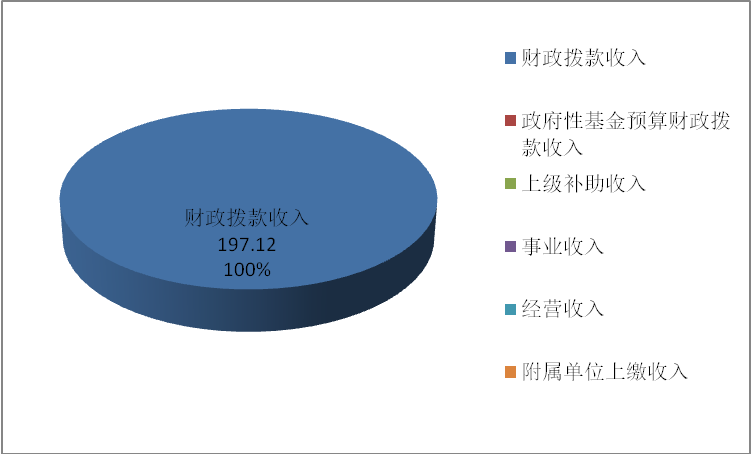 财政拨款收入
197.12
100%
财政拨款收入
政府性基金预算财政拨
款收入
上级补助收入
事业收入
经营收入
附属单位上缴收入